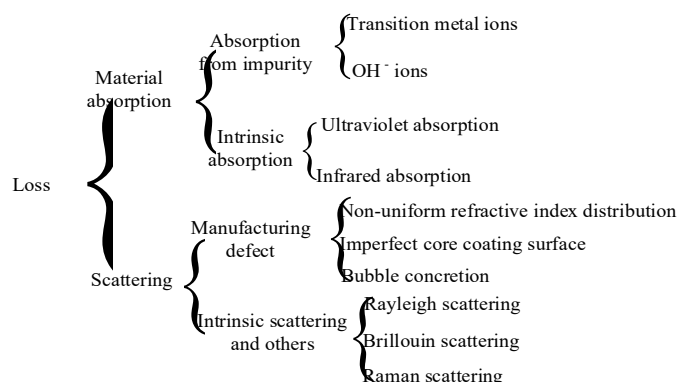 Loss
Material
absorption
Absorption
from impurity
Transition metal ions
OH⁻ ions
Intrinsic
absorption
Ultraviolet absorption
Infrared absorption
Scattering
Manufacturing
defect
Non-uniform refractive index distribution
Imperfect core coating surface
Bubble concretion
Intrinsic scattering
and others
Rayleigh scattering
Brillouin scattering
Raman scattering